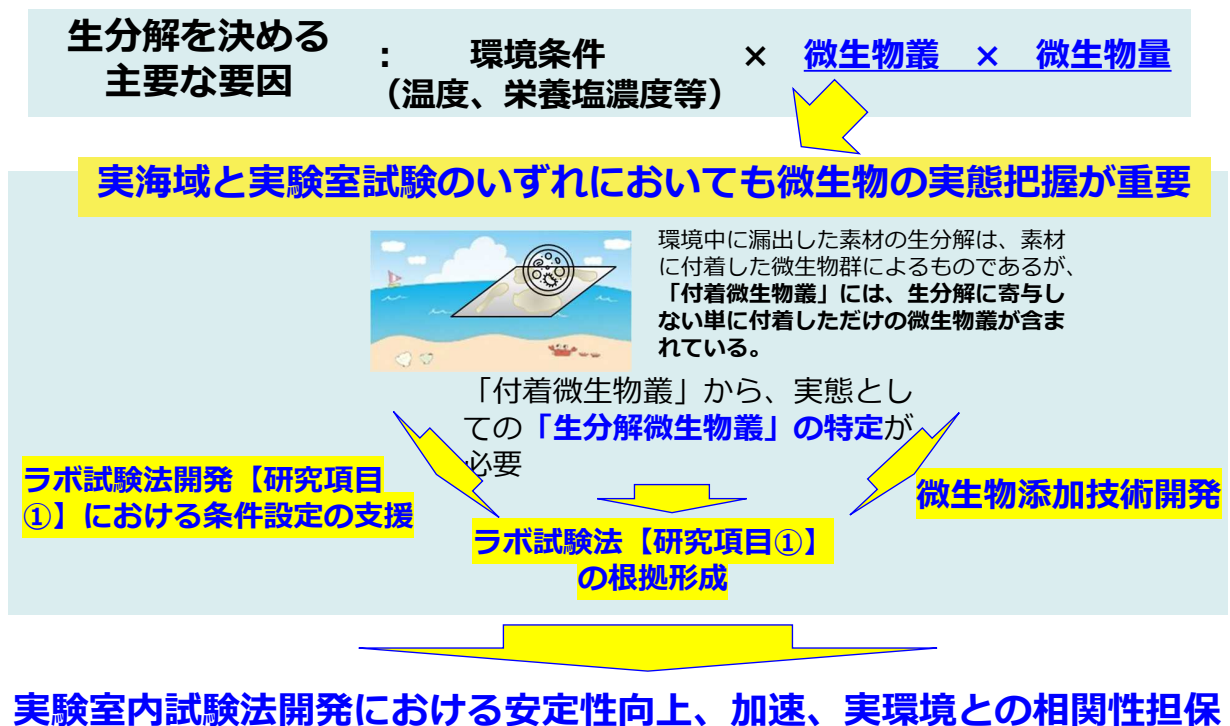 生分解を決める
主要な要因
： 環境条件 × 微生物叢 × 微生物量
（温度、栄養塩濃度等）
実海域と実験室試験のいずれにおいても微生物の実態把握が重要
環境中に漏出した素材の生分解は、素材
に付着した微生物群によるものであるが、
「付着微生物叢」には、生分解に寄与し
ない単に付着しただけの微生物叢が含ま
れている。
「付着微生物叢」から、実態とし
ての「生分解微生物叢」の特定が
必要
ラボ試験法開発【研究項目
①】における条件設定の支援
ラボ試験法【研究項目①】
の根拠形成
微生物添加技術開発
実験室内試験法開発における安定性向上、加速、実環境との相関性担保